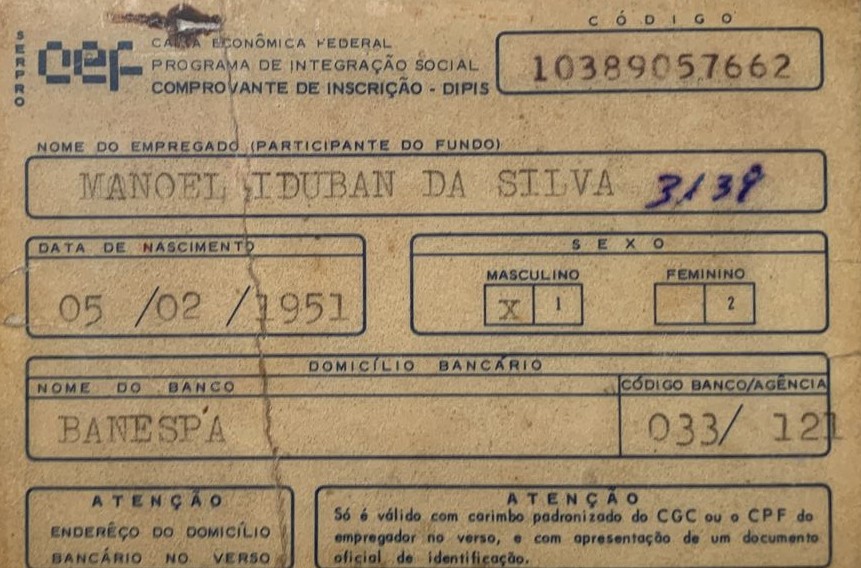 SERPRO
CÓDIGO
cef
CAIXA ECONÔMICA FEDERAL
PROGRAMA DE INTEGRAÇÃO SOCIAL
COMPROVANTE DE INSCRIÇÃO - DIPIS
10389057662
NOME DO EMPREGADO (PARTICIPANTE DO FUNDO)
MANOEL IDUBAN DA SILVA
DATA DE NASCIMENTO
05 /02 /1951
SEXO
MASCULINO FEMININO
X 1 2
DOMICÍLIO BANCÁRIO
NOME DO BANCO CÓDIGO BANCO/AGÊNCIA
BANESPA 033/ 121
ATENÇÃO
ENDERÊÇO DO DOMICÍLIO
BANCÁRIO NO VERSO
ATENÇÃO
Só é válido com carimbo padronizado do CGC ou o CPF do
empregador no verso, e com apresentação de um documento
oficial de identificação.